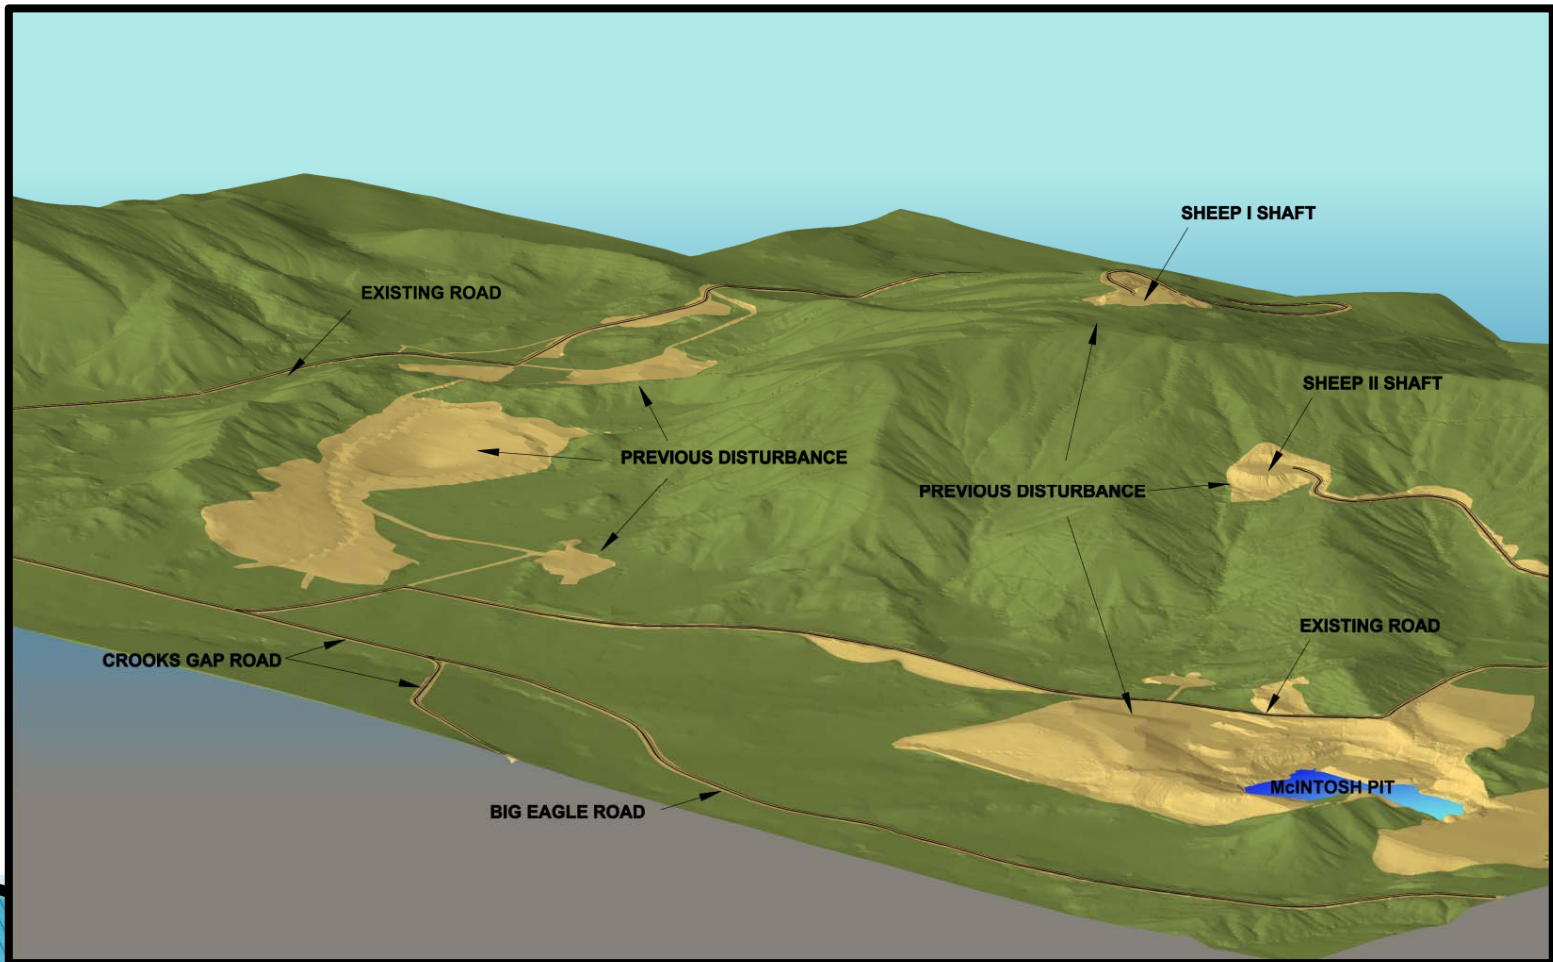 SHEEP I SHAFT
EXISTING ROAD
SHEEP II SHAFT
PREVIOUS DISTURBANCE
PREVIOUS DISTURBANCE
EXISTING ROAD
CROOKS GAP ROAD
McINTOSH PIT
BIG EAGLE ROAD